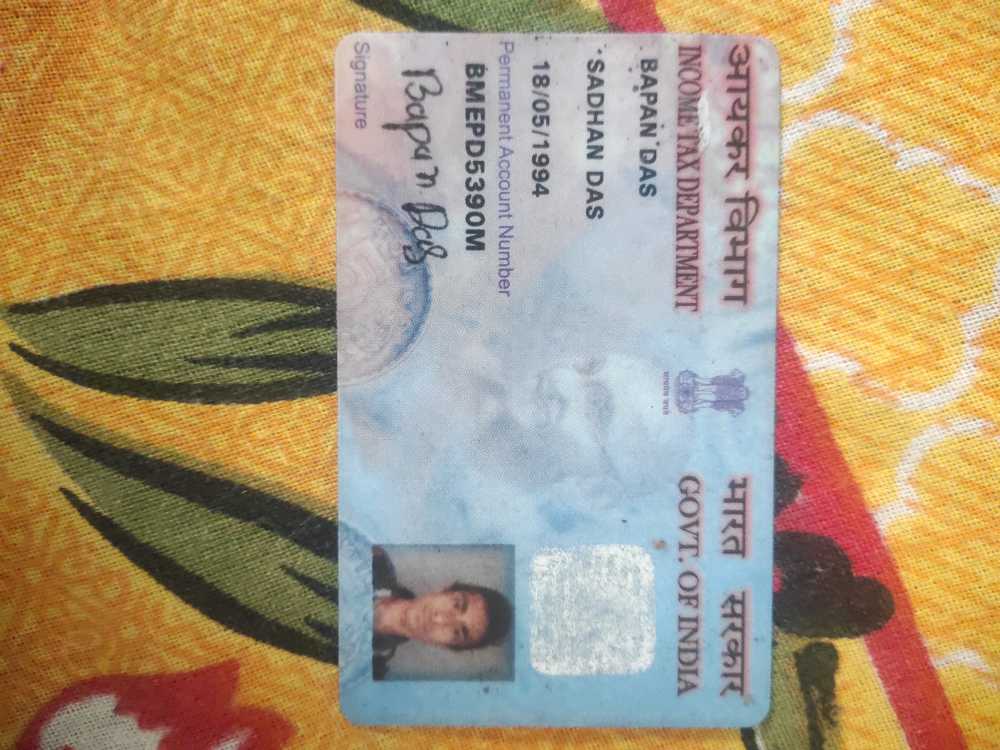 आयकर विभाग
INCOME TAX DEPARTMENT
भारत सरकार
GOVT. OF INDIA
BAPAN DAS
SADHAN DAS
18/05/1994
Permanent Account Number
BMEPD5390M
Bapan Das
Signature